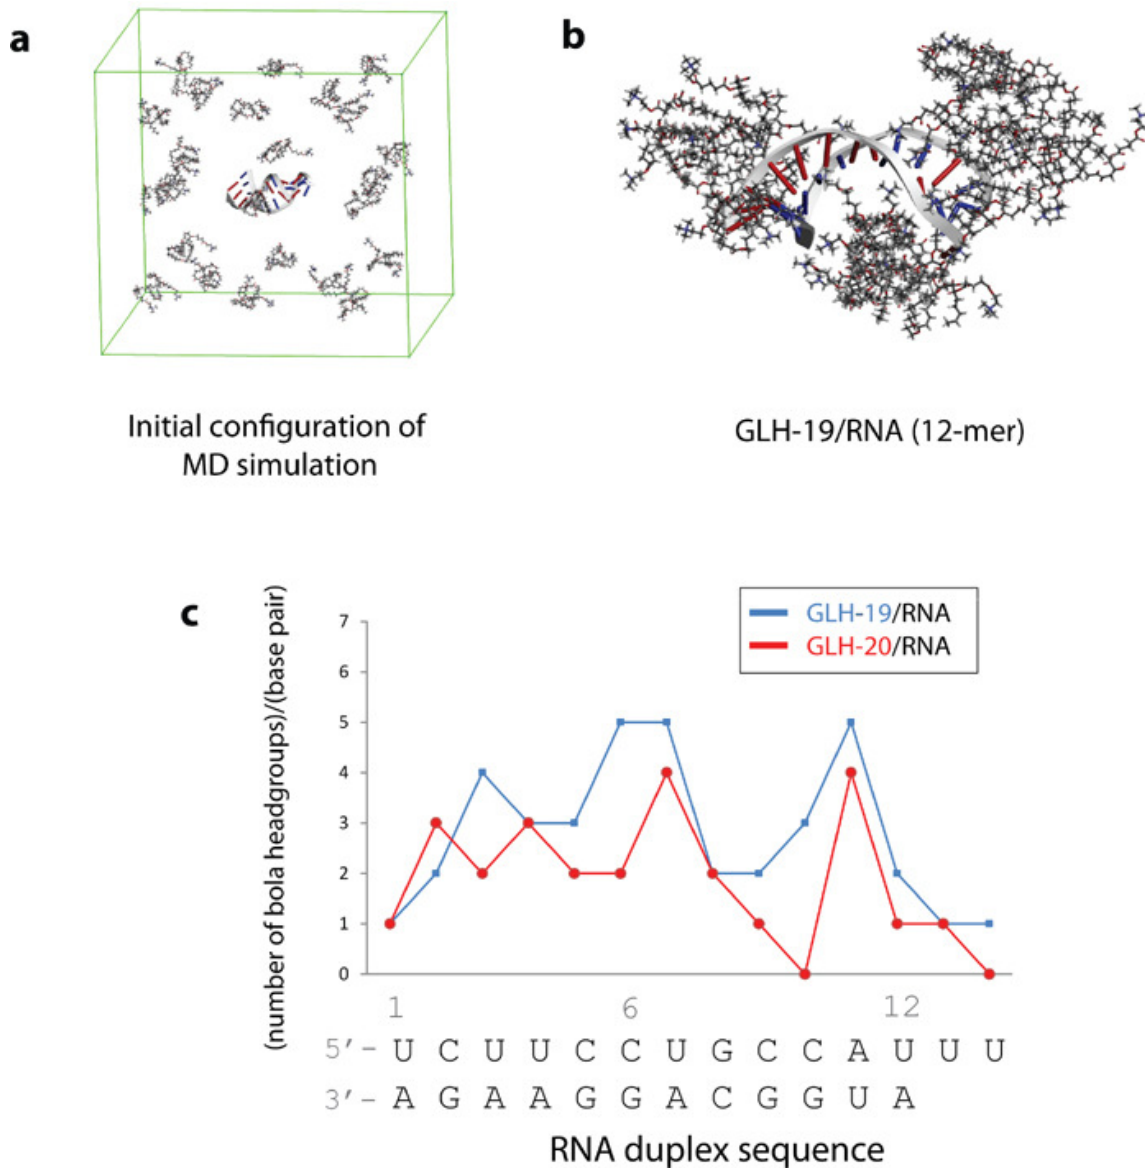 a
b
Initial configuration of
MD simulation
GLH-19/RNA (12-mer)
c
GLH-19/RNA
GLH-20/RNA
(number of bola headgroups)/(base pair)
7
6
5
4
3
2
1
0
1 6 12
5’– U C U U C C U G C C A U U U
3’– A G A A G G A C G G U A
RNA duplex sequence